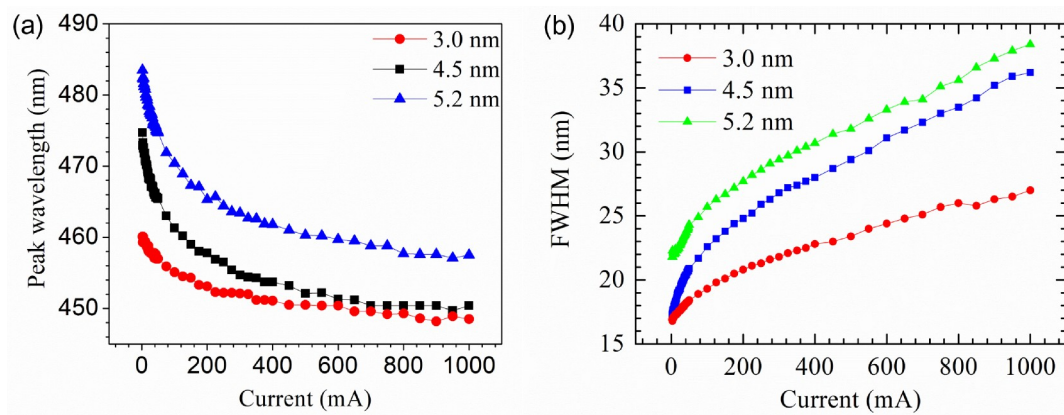 (a)
490
480
470
460
450
Peak wavelength (nm)
0 200 400 600 800 1000
Current (mA)
3.0 nm
4.5 nm
5.2 nm
(b)
40
35
30
25
20
15
FWHM (nm)
0 200 400 600 800 1000
Current (mA)
3.0 nm
4.5 nm
5.2 nm